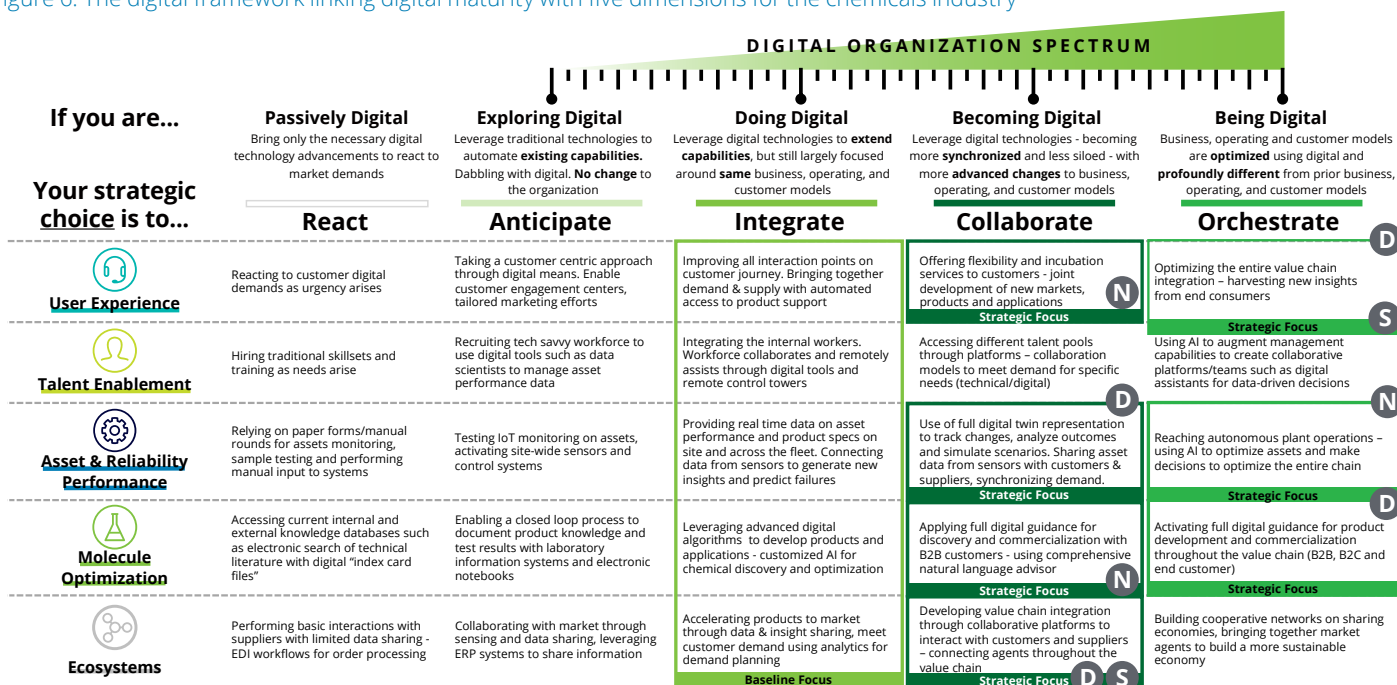 Figure 6. The digital framework linking digital maturity with five dimensions for the chemicals industry
DIGITAL ORGANIZATION SPECTRUM
If you are...
Passively Digital
Bring only the necessary digital
technology advancements to react to
market demands
Exploring Digital
Leverage traditional technologies to
automate existing capabilities.
Dabbling with digital. No change to
the organization
Doing Digital
Leverage digital technologies to extend
capabilities, but still largely focused
around same business, operating, and
customer models
Becoming Digital
Leverage digital technologies - becoming
more synchronized and less siloed - with
more advanced changes to business,
operating, and customer models
Being Digital
Business, operating and customer models
are optimized using digital and
profoundly different from prior business,
operating, and customer models
Your strategic
choice is to...
React
Anticipate
Integrate
Collaborate
Orchestrate
User Experience
Reacting to customer digital
demands as urgency arises
Taking a customer centric approach
through digital means. Enable
customer engagement centers,
tailored marketing efforts
Improving all interaction points on
customer journey. Bringing together
demand & supply with automated
access to product support
Offering flexibility and incubation
services to customers - joint
development of new markets,
products and applications
N
Strategic Focus
D
Optimizing the entire value chain
integration – harvesting new insights
from end consumers
S
Strategic Focus
Talent Enablement
Hiring traditional skillsets and
training as needs arise
Recruiting tech savvy workforce to
use digital tools such as data
scientists to manage asset
performance data
Integrating the internal workers.
Workforce collaborates and remotely
assists through digital tools and
remote control towers
Accessing different talent pools
through platforms – collaboration
models to meet demand for specific
needs (technical/digital)
Using AI to augment management
capabilities to create collaborative
platforms/teams such as digital
assistants for data-driven decisions
Asset & Reliability
Performance
Relying on paper forms/manual
rounds for assets monitoring,
sample testing and performing
manual input to systems
Testing IoT monitoring on assets,
activating site-wide sensors and
control systems
Providing real time data on asset
performance and product specs on
site and across the fleet. Connecting
data from sensors to generate new
insights and predict failures
D
Use of full digital twin representation
to track changes, analyze outcomes
and simulate scenarios. Sharing asset
data from sensors with customers &
suppliers, synchronizing demand.
Strategic Focus
N
Reaching autonomous plant operations –
using AI to optimize assets and make
decisions to optimize the entire chain
Strategic Focus
Molecule
Optimization
Accessing current internal and
external knowledge databases such
as electronic search of technical
literature with digital “index card
files”
Enabling a closed loop process to
document product knowledge and
test results with laboratory
information systems and electronic
notebooks
Leveraging advanced digital
algorithms to develop products and
applications - customized AI for
chemical discovery and optimization
Applying full digital guidance for
discovery and commercialization with
B2B customers - using comprehensive
natural language advisor
N
Strategic Focus
D
Activating full digital guidance for product
development and commercialization
throughout the value chain (B2B, B2C and
end customer)
Strategic Focus
Ecosystems
Performing basic interactions with
suppliers with limited data sharing -
EDI workflows for order processing
Collaborating with market through
sensing and data sharing, leveraging
ERP systems to share information
Accelerating products to market
through data & insight sharing, meet
customer demand using analytics for
demand planning
Baseline Focus
Developing value chain integration
through collaborative platforms to
interact with customers and suppliers
– connecting agents throughout the
value chain
Strategic Focus
D
S
Building cooperative networks on sharing
economies, bringing together market
agents to build a more sustainable
economy